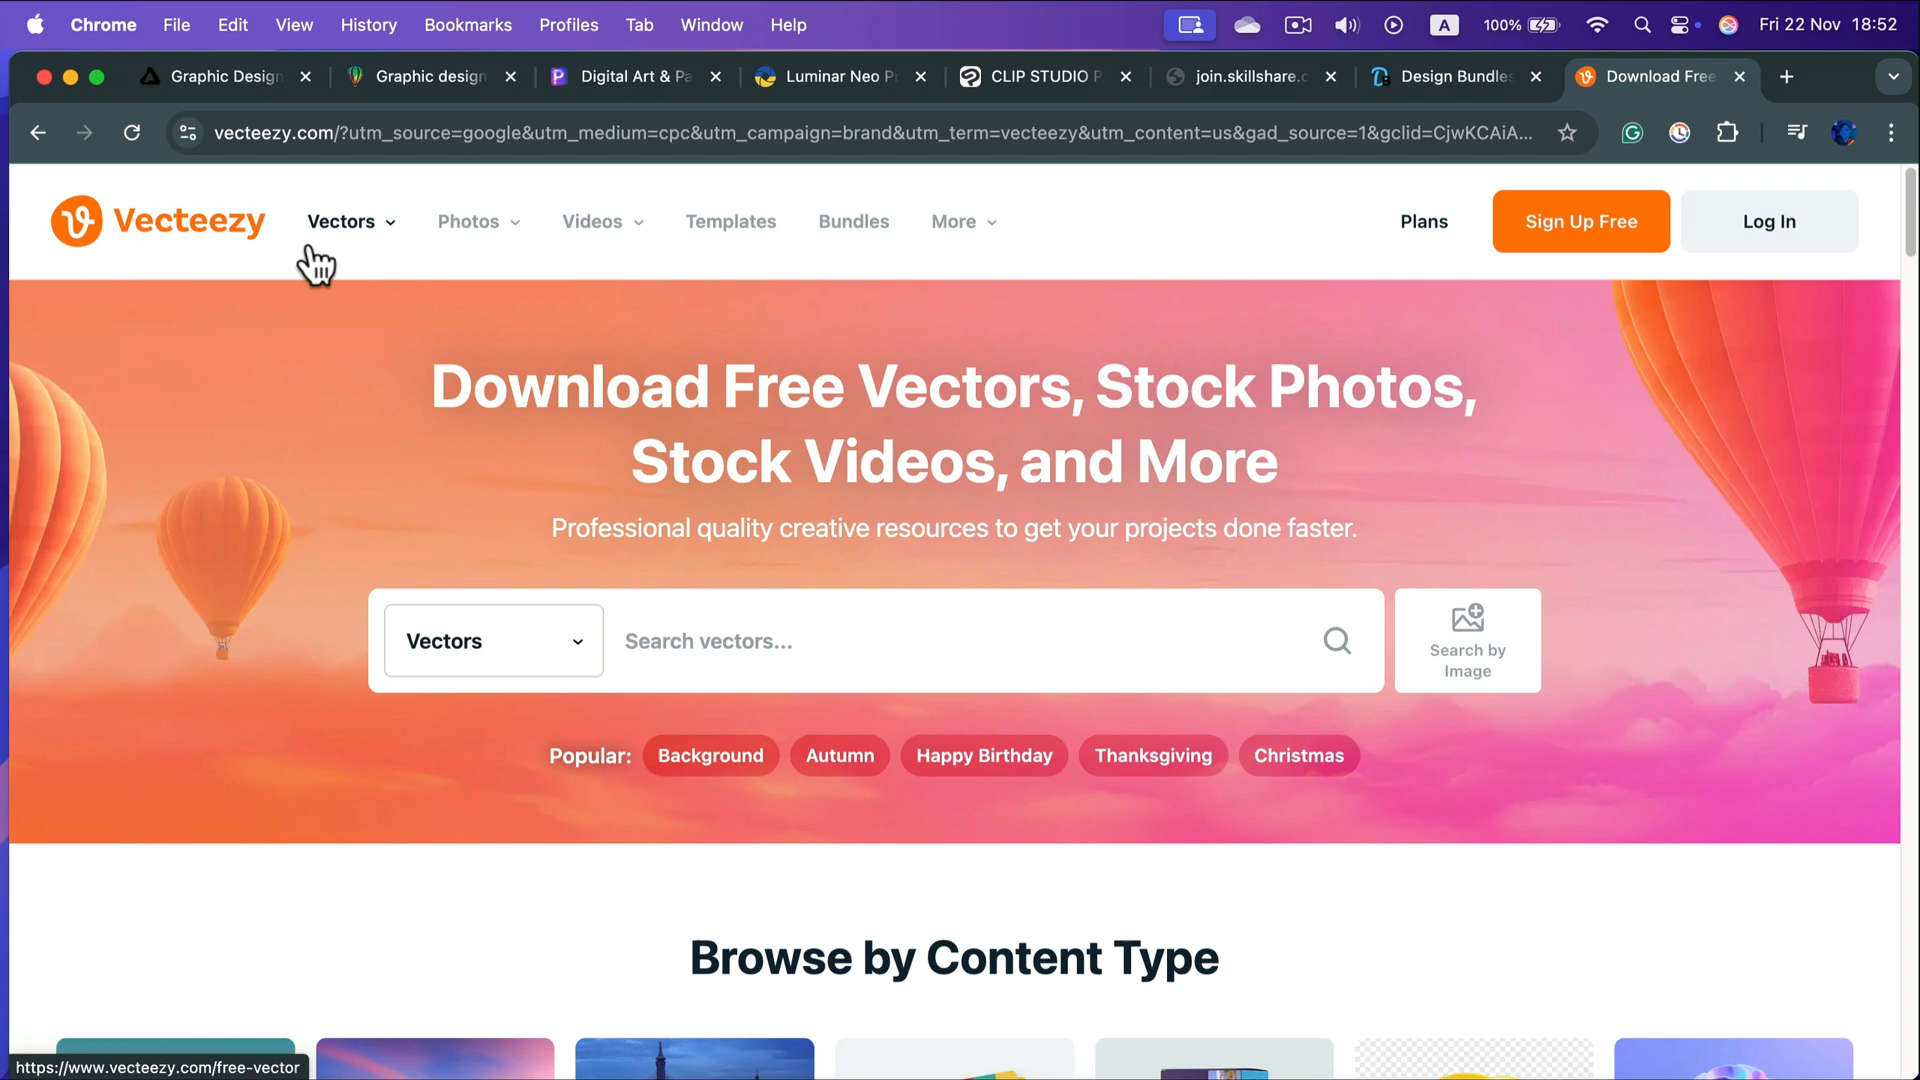 Chrome File Edit View History Bookmarks Profiles Tab Window Help A 100% Fri 22 Nov 18:52
Graphic Design Graphic design Digital Art & Pa Luminar Neo P CLIP STUDIO P join.skillshare.c Design Bundles Download Free
vecteezy.com/?utm_source=google&utm_medium=cpc&utm_campaign=brand&utm_term=vecteezy&utm_content=us&gad_source=1&gclid=CjwKCAiA...
Vecteezy Vectors Photos Videos Templates Bundles More Plans Sign Up Free Log In
Download Free Vectors, Stock Photos,
Stock Videos, and More
Professional quality creative resources to get your projects done faster.
Vectors Search vectors...
Search by
Image
Popular: Background Autumn Happy Birthday Thanksgiving Christmas
Browse by Content Type
https://www.vecteezy.com/free-vector